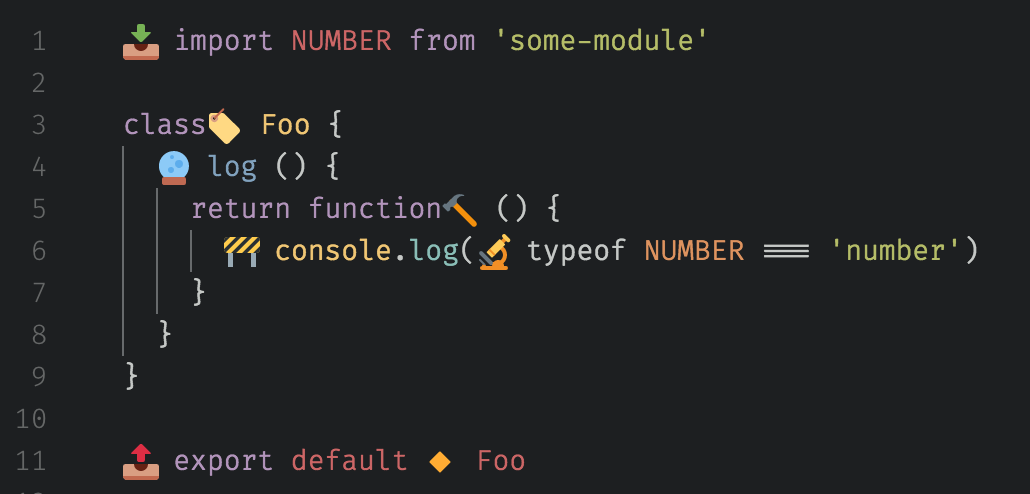 1 📥 import NUMBER from 'some-module'
2
3 class🏷️ Foo {
4 🔮 log () {
5 return function🔨 () {
6 🚧 console.log(🔬 typeof NUMBER === 'number')
7 }
8 }
9 }
10
11 📤 export default 🔸 Foo